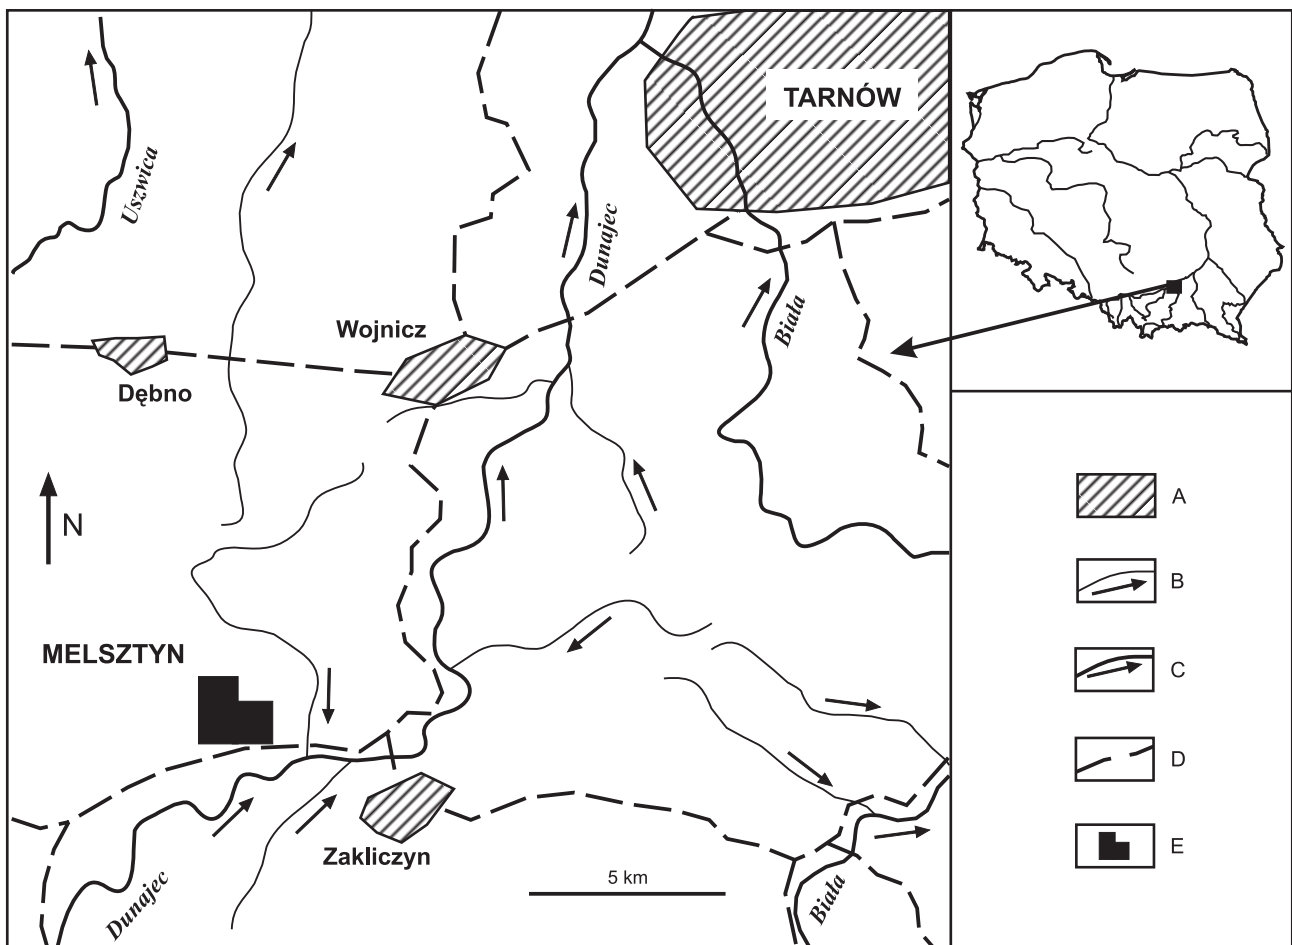 TARNÓW
Uszwica
Dunajec
Wojnicz
Biała
Dębno
N
A
B
MELSZTYN
C
D
Zakliczyn
E
5 km
Dunajec
Biała